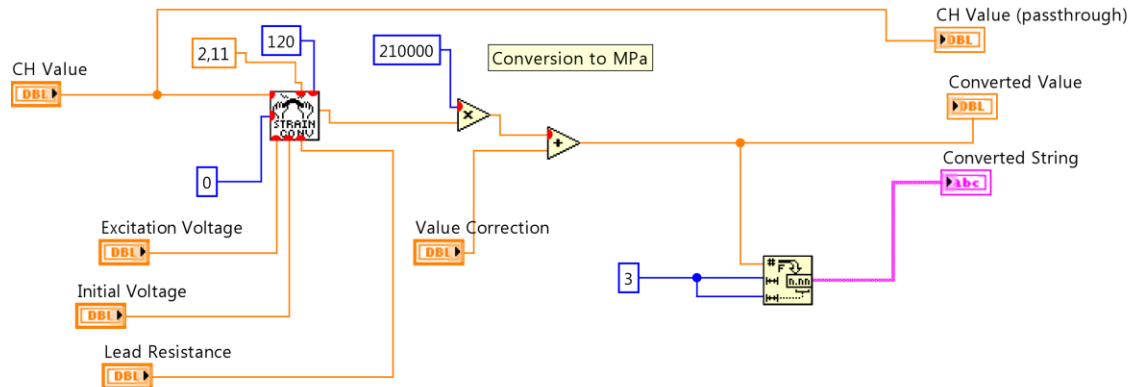 CH Value (passthrough)
DBL
120
2,11
210000
Conversion to MPa
CH Value
DBL
Converted Value
DBL
STRAIN
CONV
x
+
Converted String
abc
0
Excitation Voltage
DBL
Value Correction
DBL
# F
n.nn
3
Initial Voltage
DBL
Lead Resistance
DBL